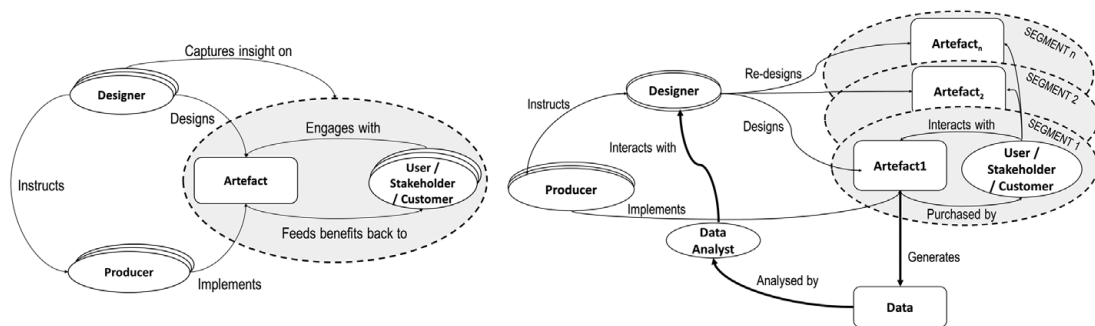 Captures insight on
Designer
Designs
Engages with
Artefact
User /
Stakeholder
/ Customer
Instructs
Feeds benefits back to
Producer
Implements
SEGMENT n
Artefactₙ
Re-designs
SEGMENT 2
Instructs
Designer
Artefact₂
Designs
SEGMENT 1
Interacts with
Interacts with
Artefact1
User /
Stakeholder
/ Customer
Producer
Implements
Purchased by
Data
Analyst
Generates
Analysed by
Data